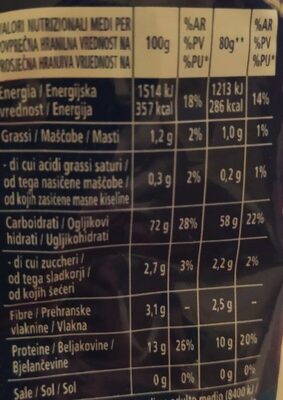 VALORI NUTRIZIONALI MEDI PER 100g %AR %PV %PU* 80g** %AR %PV %PU*
POVPREČNA HRANILNA VREDNOST NA
PROSJEČNA HRANJIVA VRIJEDNOST NA
Energia / Energijska 1514 kJ 1213 kJ
vrednost / Energija 357 kcal 18% 286 kcal 14%
Grassi / Maščobe / Masti 1,2 g 2% 1,0 g 1%
- di cui acidi grassi saturi /
od tega nasičene maščobe / 0,3 g 2% 0,2 g 1%
od kojih zasićene masne kiseline
Carboidrati / Ogljikovi 72 g 28% 58 g 22%
hidrati / Ugljikohidrati
- di cui zuccheri /
od tega sladkorji / 2,7 g 3% 2,2 g 2%
od kojih šećeri
Fibre / Prehranske 3,1 g - 2,5 g -
vlaknine / Vlakna
Proteine / Beljakovine / 13 g 26% 10 g 20%
Bjelančevine
Sale / Sol / Sol 0 g 0% 0 g 0%
adulto medio (8400 kJ /